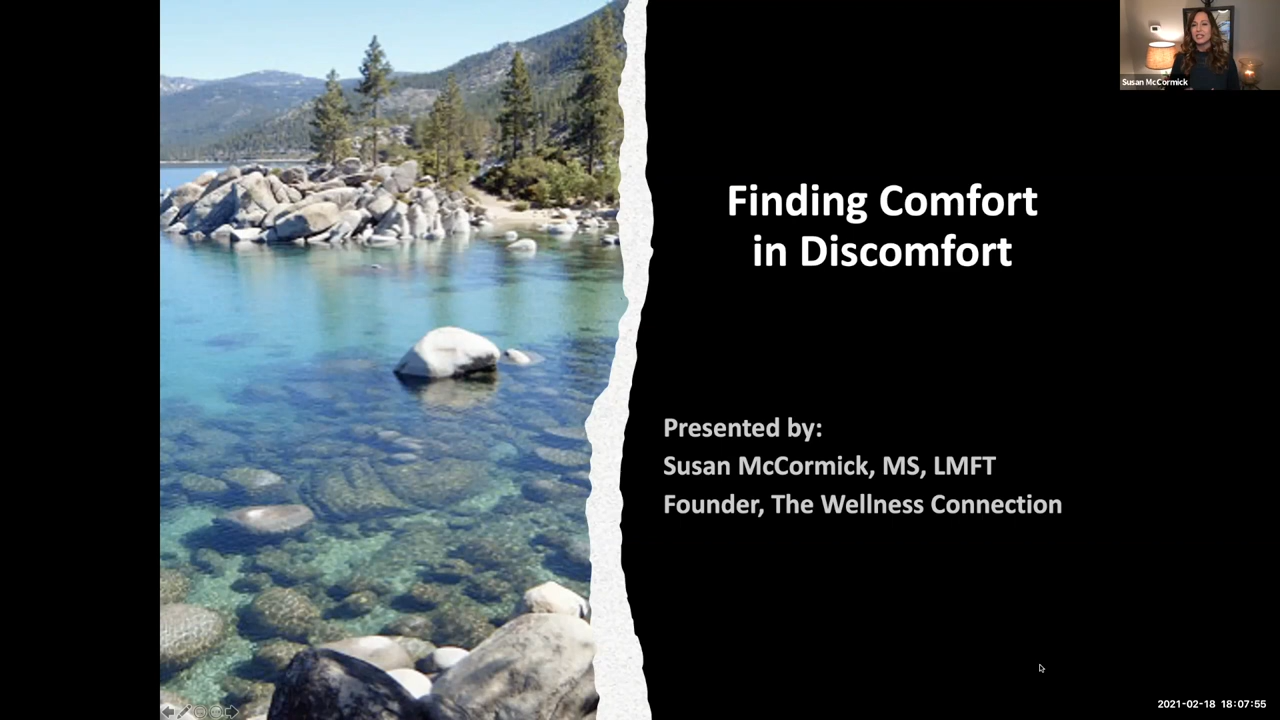 Susan McCormick
Finding Comfort
in Discomfort
Presented by:
Susan McCormick, MS, LMFT
Founder, The Wellness Connection
2021-02-18 18:07:55